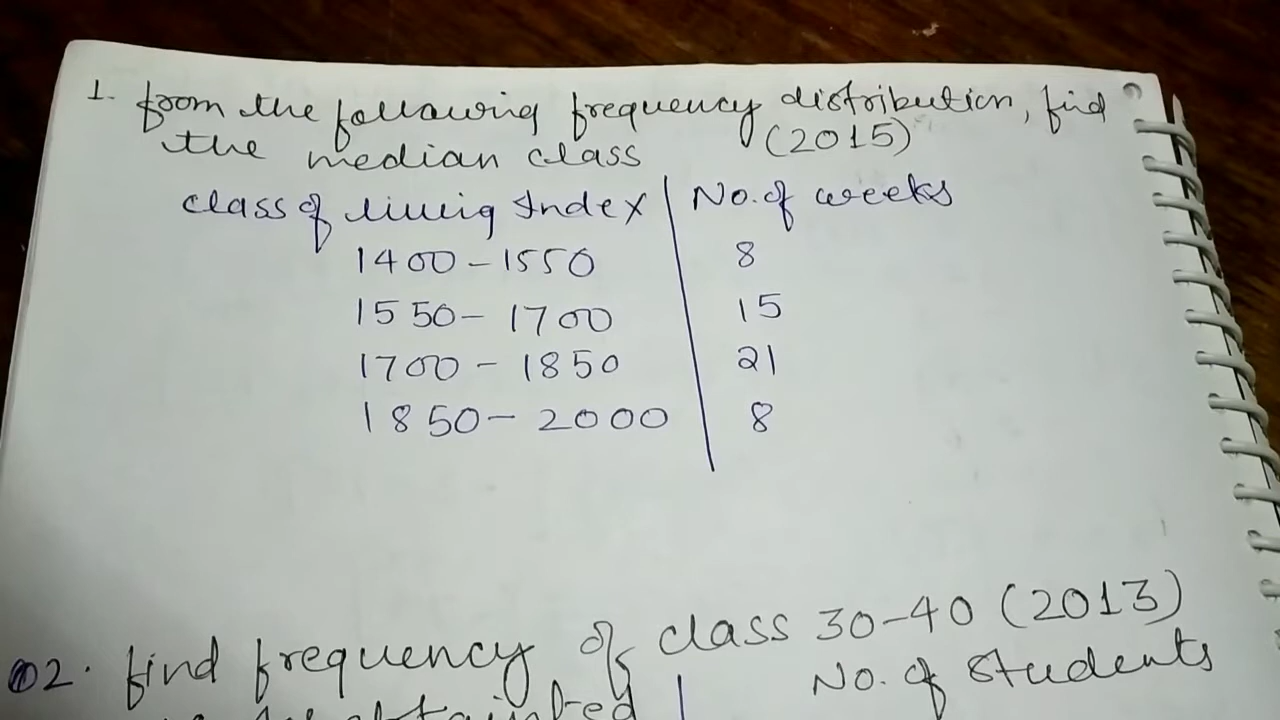 1. from the following frequency distribution, find
the median class (2015)
class of living Index | No. of weeks
1400-1550 8
1550-1700 15
1700-1850 21
1850-2000 8
2. find frequency of class 30-40 (2013)
No. of students